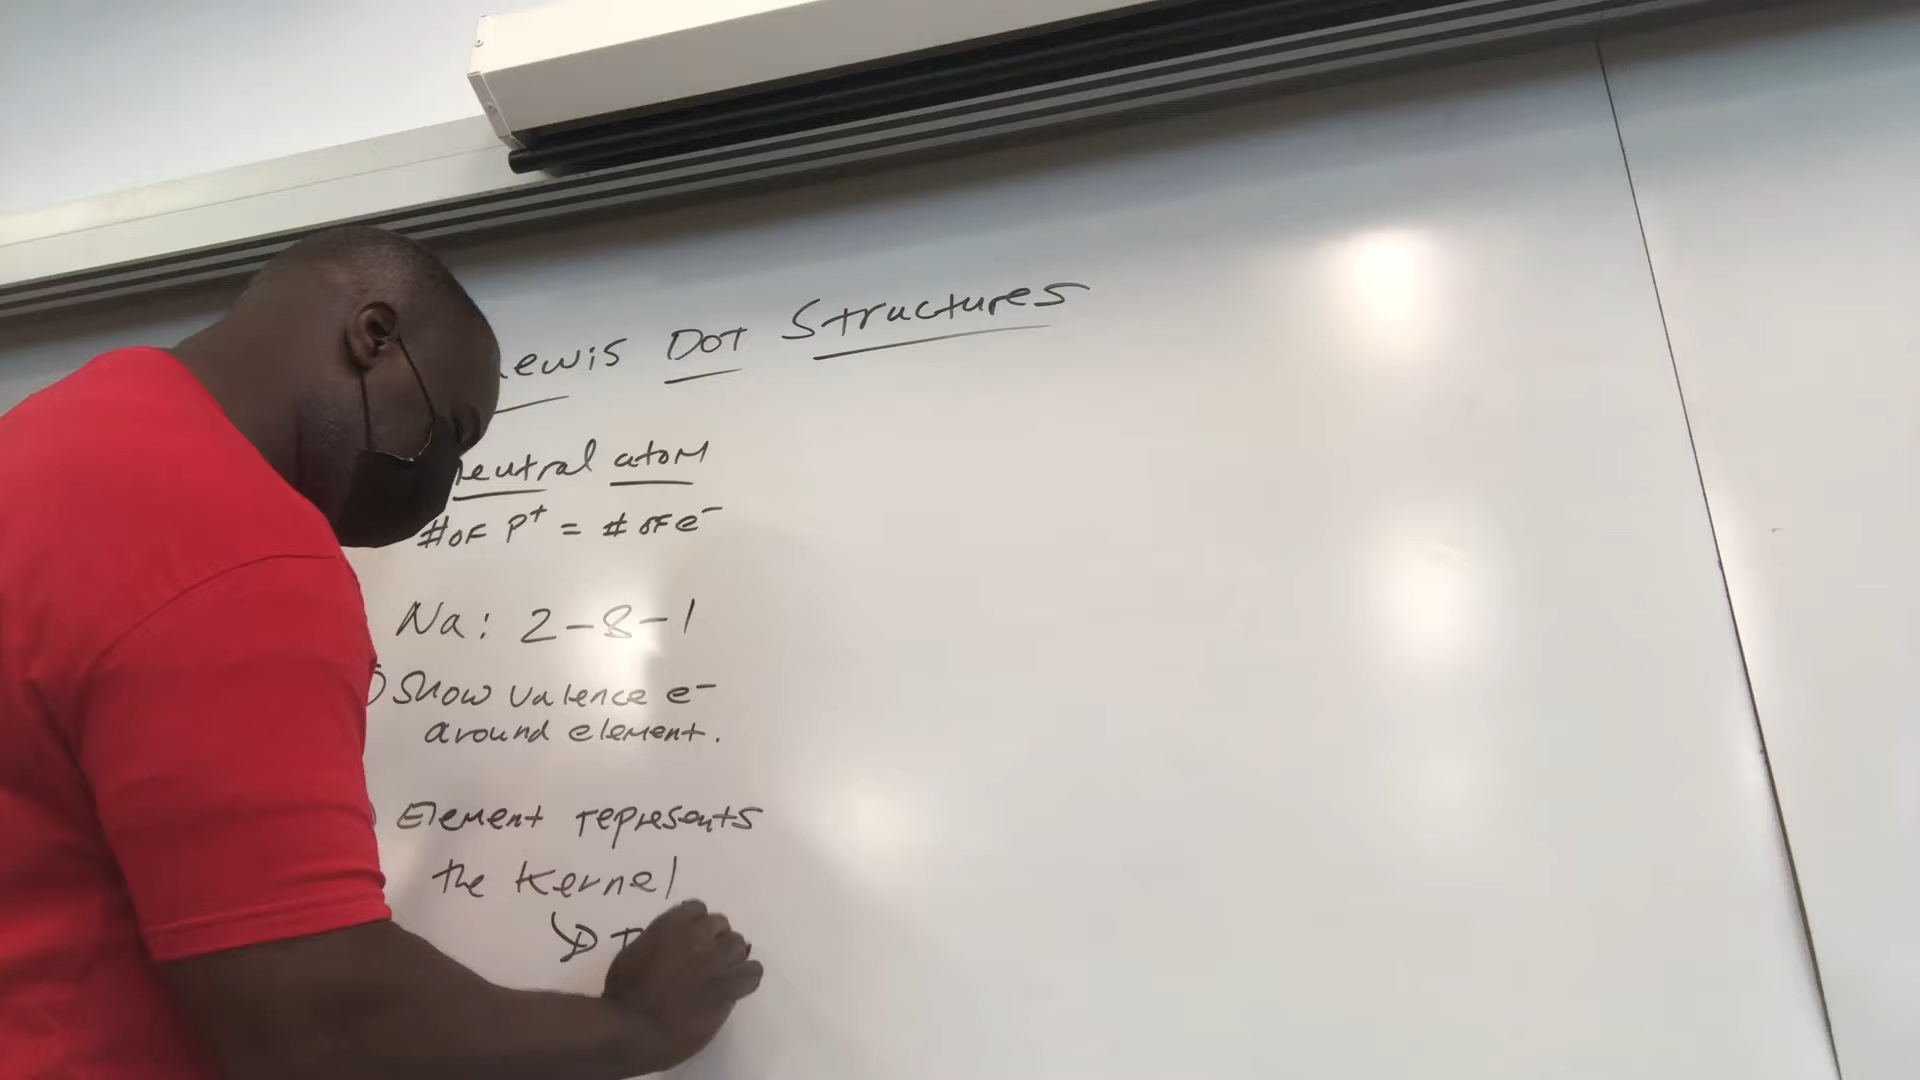 Lewis Dot Structures
Neutral atom
# of P+ = # of e-
Na: 2-8-1
Show valence e-
around element.
Element represents
the Kernel